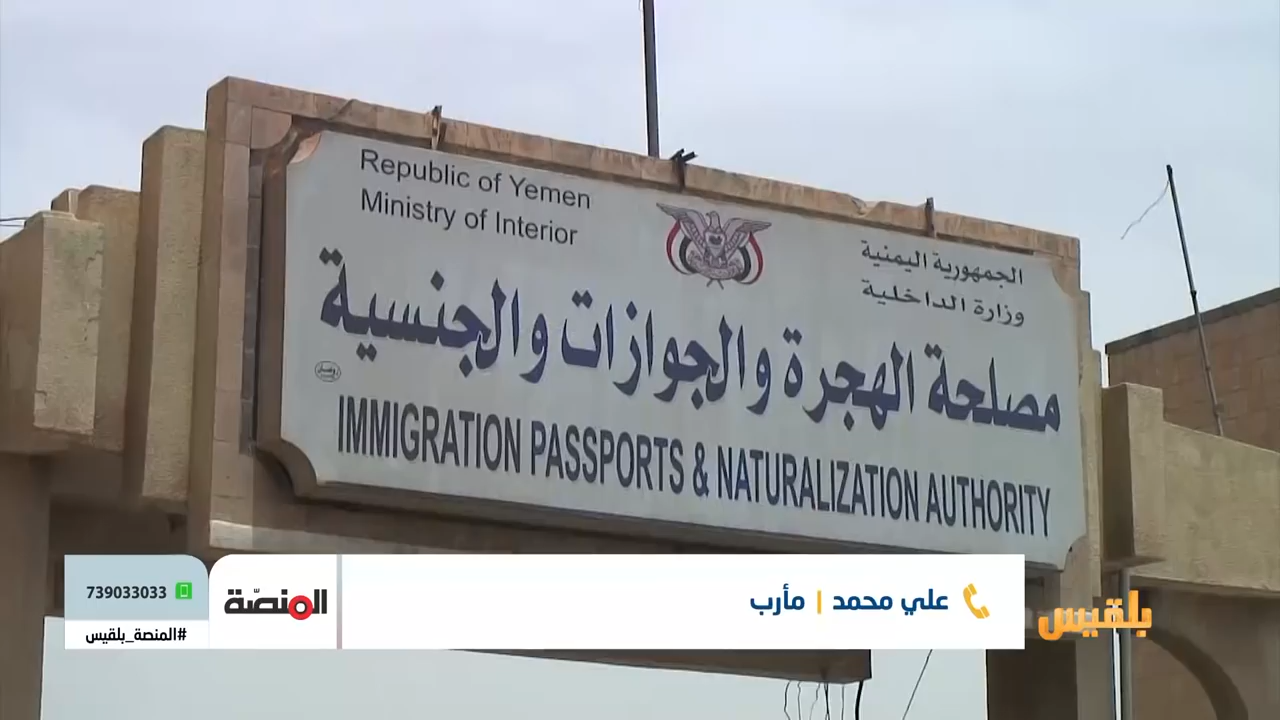 Republic of Yemen
Ministry of Interior
الجمهورية اليمنية
وزارة الداخلية
مصلحة الهجرة والجوازات والجنسية
IMMIGRATION PASSPORTS & NATURALIZATION AUTHORITY
علي محمد | مأرب
المنصّة
739033033
#المنصة_بلقيس
بلقيس